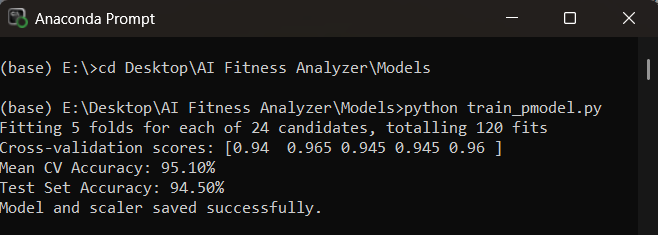 Anaconda Prompt
(base) E:\>cd Desktop\AI Fitness Analyzer\Models
(base) E:\Desktop\AI Fitness Analyzer\Models>python train_pmodel.py
Fitting 5 folds for each of 24 candidates, totalling 120 fits
Cross-validation scores: [0.94  0.965 0.945 0.945 0.96 ]
Mean CV Accuracy: 95.10%
Test Set Accuracy: 94.50%
Model and scaler saved successfully.